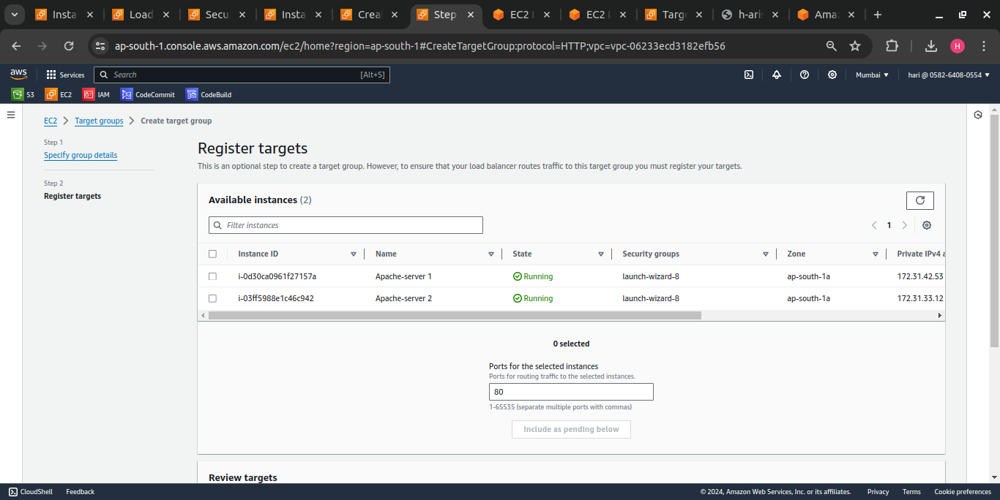 Insta
Load
Secu
Insta
Crea
Step
EC2
EC2
Targ
h-aris
Ama
ap-south-1.console.aws.amazon.com/ec2/home?region=ap-south-1#CreateTargetGroup:protocol=HTTP;vpc=vpc-06233ecd3182efb56
H
aws Services Search [Alt+S] Mumbai ▼ hari @ 0582-6408-0554 ▼
S3 EC2 IAM CodeCommit CodeBuild
EC2 > Target groups > Create target group
Step 1
Specify group details
Step 2
Register targets
Register targets
This is an optional step to create a target group. However, to ensure that your load balancer routes traffic to this target group you must register your targets.
Available instances (2)
Filter instances
1
Instance ID Name State Security groups Zone Private IPv4 a
i-0d30ca0961f27157a Apache-server 1 Running launch-wizard-8 ap-south-1a 172.31.42.53
i-03ff5988e1c46c942 Apache-server 2 Running launch-wizard-8 ap-south-1a 172.31.33.12
0 selected
Ports for the selected instances
Ports for routing traffic to the selected instances.
80
1-65535 (separate multiple ports with commas)
Include as pending below
Review targets
CloudShell Feedback © 2024, Amazon Web Services, Inc. or its affiliates. Privacy Terms Cookie preferences